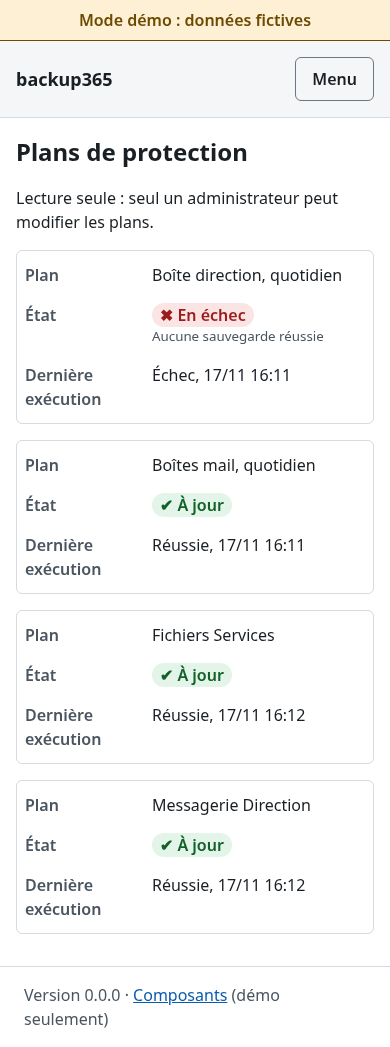 Mode démo : données fictives
backup365
Menu
Plans de protection
Lecture seule : seul un administrateur peut
modifier les plans.
Plan Boîte direction, quotidien
État ✖ En échec
Aucune sauvegarde réussie
Dernière Échec, 17/11 16:11
exécution
Plan Boîtes mail, quotidien
État ✔ À jour
Dernière Réussie, 17/11 16:11
exécution
Plan Fichiers Services
État ✔ À jour
Dernière Réussie, 17/11 16:12
exécution
Plan Messagerie Direction
État ✔ À jour
Dernière Réussie, 17/11 16:12
exécution
Version 0.0.0 · Composants (démo
seulement)